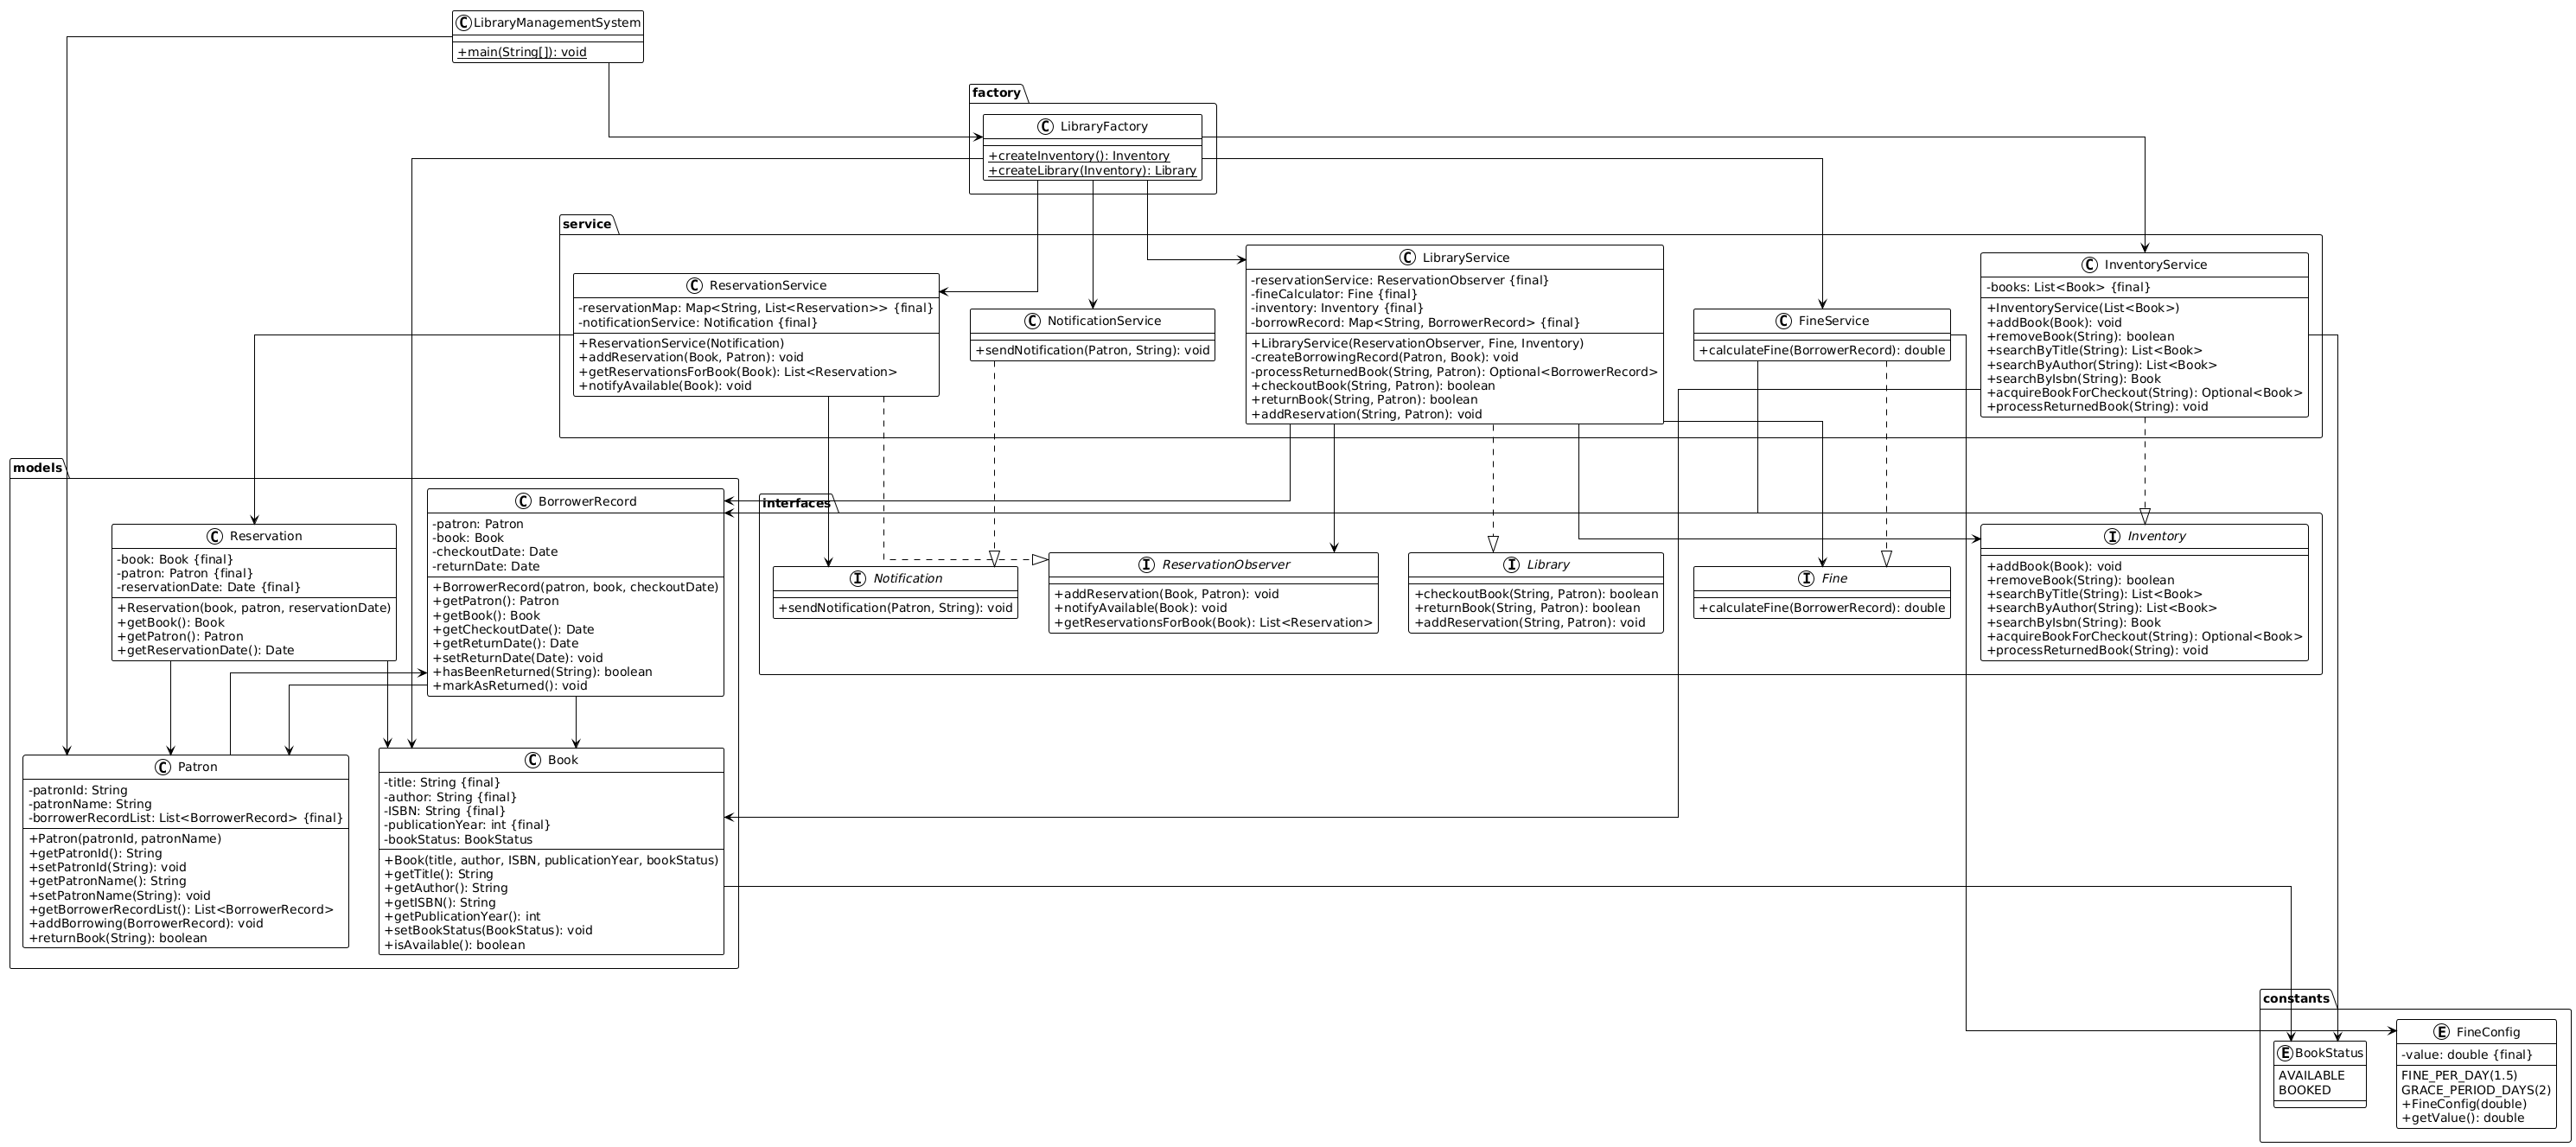 C LibraryManagementSystem
+main(String[]): void
factory
C LibraryFactory
+createInventory(): Inventory
+createLibrary(Inventory): Library
service
C ReservationService
-reservationMap: Map<String, List<Reservation>> {final}
-notificationService: Notification {final}
+ReservationService(Notification)
+addReservation(Book, Patron): void
+getReservationsForBook(Book): List<Reservation>
+notifyAvailable(Book): void
C NotificationService
+sendNotification(Patron, String): void
C LibraryService
-reservationService: ReservationObserver {final}
-fineCalculator: Fine {final}
-inventory: Inventory {final}
-borrowRecord: Map<String, BorrowerRecord> {final}
+LibraryService(ReservationObserver, Fine, Inventory)
-createBorrowingRecord(Patron, Book): void
-processReturnedBook(String, Patron): Optional<BorrowerRecord>
+checkoutBook(String, Patron): boolean
+returnBook(String, Patron): boolean
+addReservation(String, Patron): void
C FineService
+calculateFine(BorrowerRecord): double
C InventoryService
-books: List<Book> {final}
+InventoryService(List<Book>)
+addBook(Book): void
+removeBook(String): boolean
+searchByTitle(String): List<Book>
+searchByAuthor(String): List<Book>
+searchByIsbn(String): Book
+acquireBookForCheckout(String): Optional<Book>
+processReturnedBook(String): void
models
C Reservation
-book: Book {final}
-patron: Patron {final}
-reservationDate: Date {final}
+Reservation(book, patron, reservationDate)
+getBook(): Book
+getPatron(): Patron
+getReservationDate(): Date
C BorrowerRecord
-patron: Patron
-book: Book
-checkoutDate: Date
-returnDate: Date
+BorrowerRecord(patron, book, checkoutDate)
+getPatron(): Patron
+getBook(): Book
+getCheckoutDate(): Date
+getReturnDate(): Date
+setReturnDate(Date): void
+hasBeenReturned(String): boolean
+markAsReturned(): void
C Patron
-patronId: String
-patronName: String
-borrowerRecordList: List<BorrowerRecord> {final}
+Patron(patronId, patronName)
+getPatronId(): String
+setPatronId(String): void
+getPatronName(): String
+setPatronName(String): void
+getBorrowerRecordList(): List<BorrowerRecord>
+addBorrowing(BorrowerRecord): void
+returnBook(String): boolean
C Book
-title: String {final}
-author: String {final}
-ISBN: String {final}
-publicationYear: int {final}
-bookStatus: BookStatus
+Book(title, author, ISBN, publicationYear, bookStatus)
+getTitle(): String
+getAuthor(): String
+getISBN(): String
+getPublicationYear(): int
+setBookStatus(BookStatus): void
+isAvailable(): boolean
interfaces
I Notification
+sendNotification(Patron, String): void
I ReservationObserver
+addReservation(Book, Patron): void
+notifyAvailable(Book): void
+getReservationsForBook(Book): List<Reservation>
I Library
+checkoutBook(String, Patron): boolean
+returnBook(String, Patron): boolean
+addReservation(String, Patron): void
I Fine
+calculateFine(BorrowerRecord): double
I Inventory
+addBook(Book): void
+removeBook(String): boolean
+searchByTitle(String): List<Book>
+searchByAuthor(String): List<Book>
+searchByIsbn(String): Book
+acquireBookForCheckout(String): Optional<Book>
+processReturnedBook(String): void
constants
E BookStatus
AVAILABLE
BOOKED
E FineConfig
-value: double {final}
FINE_PER_DAY(1.5)
GRACE_PERIOD_DAYS(2)
+FineConfig(double)
+getValue(): double